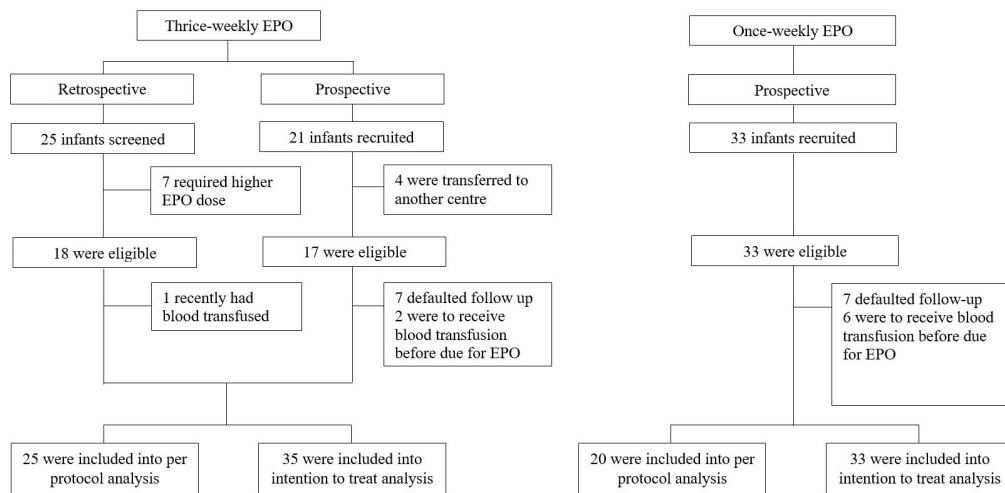 Thrice-weekly EPO
Retrospective
Prospective
25 infants screened
21 infants recruited
7 required higher
EPO dose
4 were transferred to
another centre
18 were eligible
17 were eligible
1 recently had
blood transfused
7 defaulted follow up
2 were to receive
blood transfusion
before due for EPO
25 were included into per
protocol analysis
35 were included into
intention to treat analysis
Once-weekly EPO
Prospective
33 infants recruited
33 were eligible
7 defaulted follow-up
6 were to receive blood
transfusion before due
for EPO
20 were included into per
protocol analysis
33 were included into
intention to treat analysis